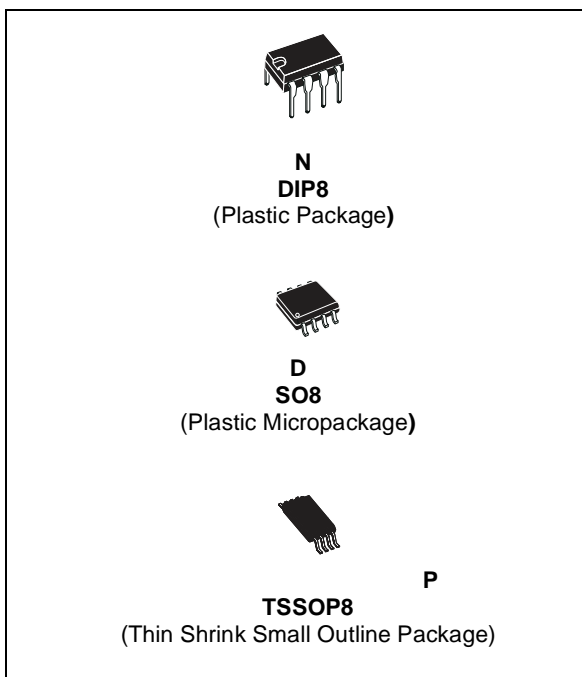 N
DIP8
(Plastic Package)
D
SO8
(Plastic Micropackage)
P
TSSOP8
(Thin Shrink Small Outline Package)